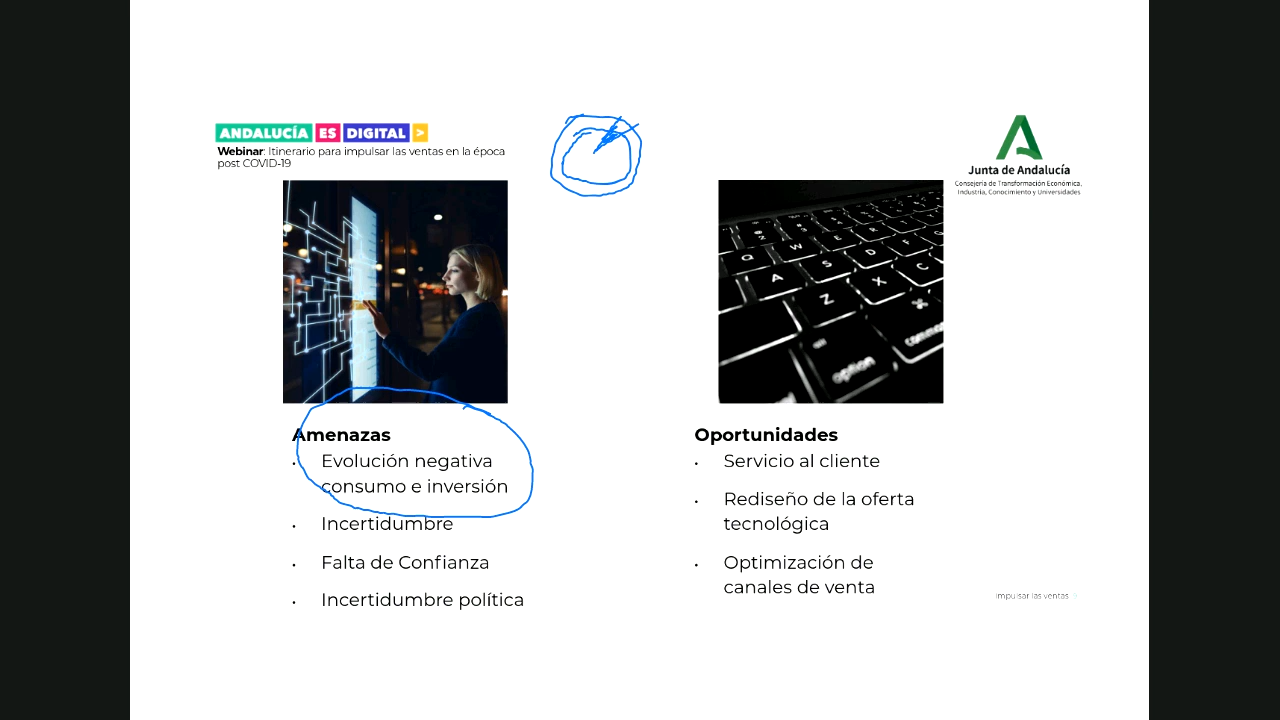 ANDALUCÍA ES DIGITAL >
Webinar: Itinerario para impulsar las ventas en la época
post COVID-19
Junta de Andalucía
Consejería de Transformación Económica,
Industria, Conocimiento y Universidades
Q W E R T
A S D F G
Z X C ⌘
alt
option
Amenazas
• Evolución negativa
consumo e inversión
• Incertidumbre
• Falta de Confianza
• Incertidumbre política
Oportunidades
• Servicio al cliente
• Rediseño de la oferta
tecnológica
• Optimización de
canales de venta
impulsar las ventas